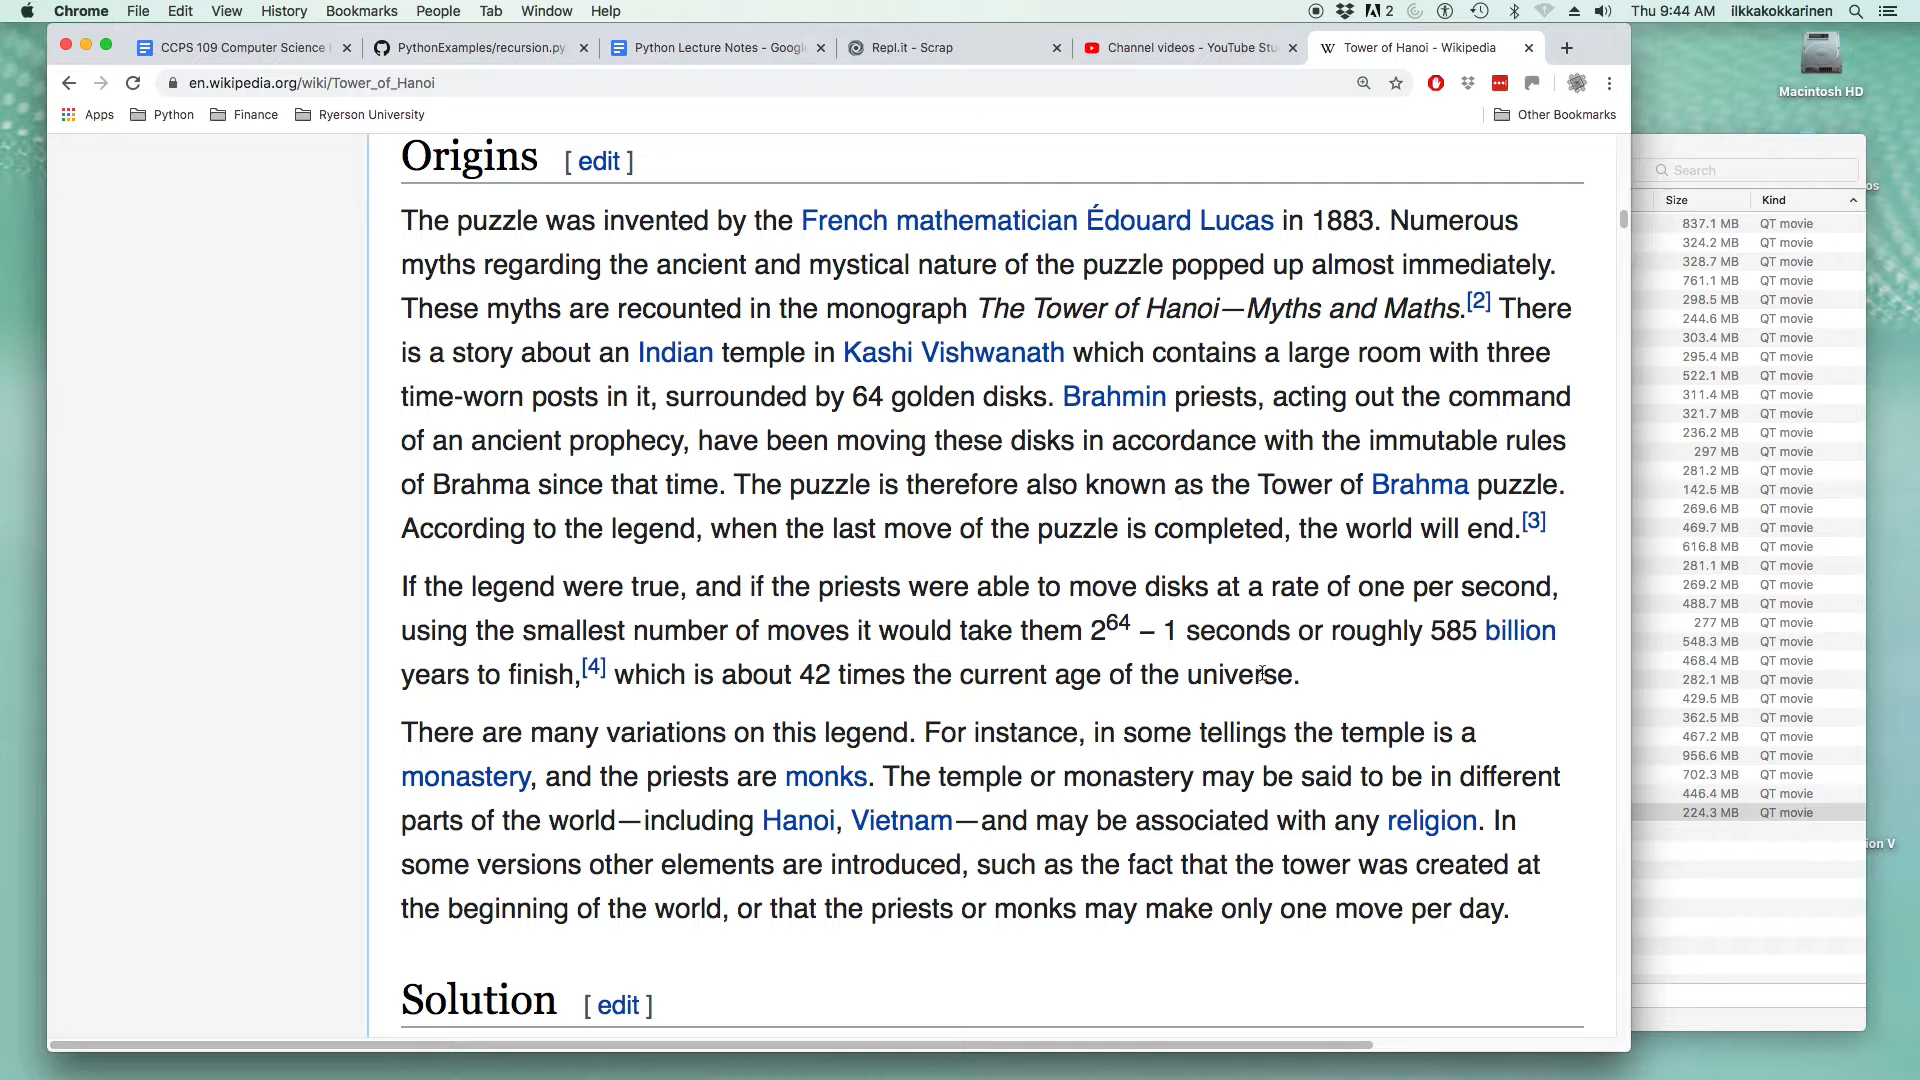 Chrome File Edit View History Bookmarks People Tab Window Help
2 Thu 9:44 AM ilkkakokkarinen
CCPS 109 Computer Science
PythonExamples/recursion.py
Python Lecture Notes - Googl
Repl.it - Scrap
Channel videos - YouTube Stu
Tower of Hanoi - Wikipedia
en.wikipedia.org/wiki/Tower_of_Hanoi
Apps Python Finance Ryerson University Other Bookmarks
Origins [ edit ]
The puzzle was invented by the French mathematician Édouard Lucas in 1883. Numerous
myths regarding the ancient and mystical nature of the puzzle popped up almost immediately.
These myths are recounted in the monograph The Tower of Hanoi—Myths and Maths.[2] There
is a story about an Indian temple in Kashi Vishwanath which contains a large room with three
time-worn posts in it, surrounded by 64 golden disks. Brahmin priests, acting out the command
of an ancient prophecy, have been moving these disks in accordance with the immutable rules
of Brahma since that time. The puzzle is therefore also known as the Tower of Brahma puzzle.
According to the legend, when the last move of the puzzle is completed, the world will end.[3]
If the legend were true, and if the priests were able to move disks at a rate of one per second,
using the smallest number of moves it would take them 2⁶⁴ − 1 seconds or roughly 585 billion
years to finish,[4] which is about 42 times the current age of the universe.
There are many variations on this legend. For instance, in some tellings the temple is a
monastery, and the priests are monks. The temple or monastery may be said to be in different
parts of the world—including Hanoi, Vietnam—and may be associated with any religion. In
some versions other elements are introduced, such as the fact that the tower was created at
the beginning of the world, or that the priests or monks may make only one move per day.
Solution [ edit ]
Macintosh HD
Search
os
Size Kind
837.1 MB QT movie
324.2 MB QT movie
328.7 MB QT movie
761.1 MB QT movie
298.5 MB QT movie
244.6 MB QT movie
303.4 MB QT movie
295.4 MB QT movie
522.1 MB QT movie
311.4 MB QT movie
321.7 MB QT movie
236.2 MB QT movie
297 MB QT movie
281.2 MB QT movie
142.5 MB QT movie
269.6 MB QT movie
469.7 MB QT movie
616.8 MB QT movie
281.1 MB QT movie
269.2 MB QT movie
488.7 MB QT movie
277 MB QT movie
548.3 MB QT movie
468.4 MB QT movie
282.1 MB QT movie
429.5 MB QT movie
362.5 MB QT movie
467.2 MB QT movie
956.6 MB QT movie
702.3 MB QT movie
446.4 MB QT movie
224.3 MB QT movie
ion V